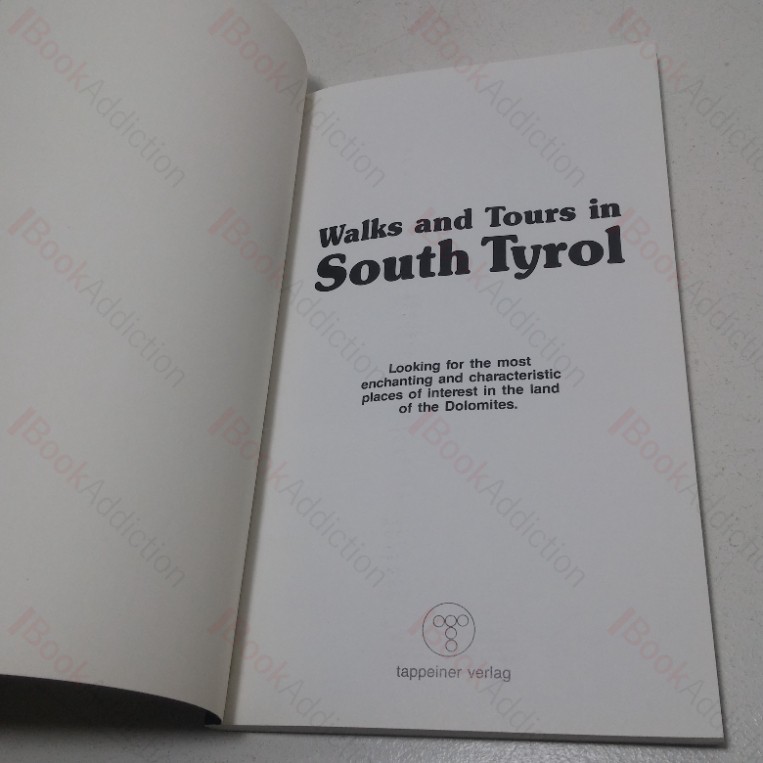 Walks and Tours in
South Tyrol
Looking for the most
enchanting and characteristic
places of interest in the land
of the Dolomites.
tappeiner verlag
BookAddiction